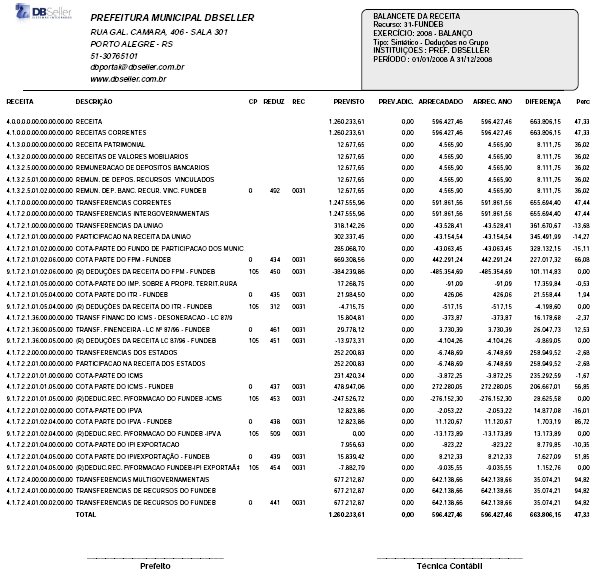 DBSeller
PREFEITURA MUNICIPAL DBSELLER
RUA GAL. CAMARA, 406 - SALA 301
PORTO ALEGRE - RS
51-30765101
dbportal@dbseller.com.br
www.dbseller.com.br
BALANCETE DA RECEITA
Recurso: 31-FUNDEB
EXERCÍCIO: 2008 - BALANÇO
Tipo: Sintético - Deduções no Grupo
INSTITUIÇÕES : PREF. DBSELLER
PERÍODO : 01/01/2008 A 31/12/2008
RECEITA DESCRIÇÃO CP REDUZ REC PREVISTO PREV.ADIC. ARRECADADO ARREC. ANO DIFERENÇA Perc
4.0.0.0.0.00.00.00.00.00 RECEITA 1.260.233,61 0,00 596.427,46 596.427,46 663.806,15 47,33
4.1.0.0.0.00.00.00.00.00 RECEITAS CORRENTES 1.260.233,61 0,00 596.427,46 596.427,46 663.806,15 47,33
4.1.3.0.0.00.00.00.00.00 RECEITA PATRIMONIAL 12.677,65 0,00 4.565,90 4.565,90 8.111,75 36,02
4.1.3.2.0.00.00.00.00.00 RECEITAS DE VALORES MOBILIARIOS 12.677,65 0,00 4.565,90 4.565,90 8.111,75 36,02
4.1.3.2.5.00.00.00.00.00 REMUNERACAO DE DEPOSITOS BANCARIOS 12.677,65 0,00 4.565,90 4.565,90 8.111,75 36,02
4.1.3.2.5.01.00.00.00.00 REMUN. DE DEPOS. RECURSOS VINCULADOS 12.677,65 0,00 4.565,90 4.565,90 8.111,75 36,02
4.1.3.2.5.01.02.00.00.00 REMUN. DEP. BANC. RECUR. VINC. FUNDEB 0 492 0031 12.677,65 0,00 4.565,90 4.565,90 8.111,75 36,02
4.1.7.0.0.00.00.00.00.00 TRANSFERENCIAS CORRENTES 1.247.555,96 0,00 591.861,56 591.861,56 655.694,40 47,44
4.1.7.2.0.00.00.00.00.00 TRANSFERENCIAS INTERGOVERNAMENTAIS 1.247.555,96 0,00 591.861,56 591.861,56 655.694,40 47,44
4.1.7.2.1.00.00.00.00.00 TRANSFERENCIAS DA UNIAO 318.142,26 0,00 -43.528,41 -43.528,41 361.670,67 -13,68
4.1.7.2.1.01.00.00.00.00 PARTICIPACAO NA RECEITA DA UNIAO 302.337,45 0,00 -43.154,54 -43.154,54 345.491,99 -14,27
4.1.7.2.1.01.02.00.00.00 COTA-PARTE DO FUNDO DE PARTICIPACAO DOS MUNIC 285.068,70 0,00 -43.063,45 -43.063,45 328.132,15 -15,11
4.1.7.2.1.01.02.06.00.00 COTA PARTE DO FPM - FUNDEB 0 434 0031 669.308,56 0,00 442.291,24 442.291,24 227.017,32 66,08
9.1.7.2.1.01.02.06.00.00 (R) DEDUÇÕES DA RECEITA DO FPM - FUNDEB 105 450 0031 -384.239,86 0,00 -485.354,69 -485.354,69 101.114,83 0,00
4.1.7.2.1.01.05.00.00.00 COTA-PARTE DO IMP. SOBRE A PROPR. TERRIT.RURA 17.268,75 0,00 -91,09 -91,09 17.359,84 -0,53
4.1.7.2.1.01.05.04.00.00 COTA PARTE DO ITR - FUNDEB 0 435 0031 21.984,50 0,00 426,06 426,06 21.558,44 1,94
9.1.7.2.1.01.05.04.00.00 (R) DEDUÇÕES DA RECEITA DO ITR - FUNDEB 105 312 0031 -4.715,75 0,00 -517,15 -517,15 -4.198,60 0,00
4.1.7.2.1.36.00.00.00.00 TRANSF FINANC DO ICMS - DESONERACAO - LC 87/9 15.804,81 0,00 -373,87 -373,87 16.178,68 -2,37
4.1.7.2.1.36.00.05.00.00 TRANSF. FINENCEIRA - LC Nº 87/96 - FUNDEB 0 461 0031 29.778,12 0,00 3.730,39 3.730,39 26.047,73 12,53
9.1.7.2.1.36.00.05.00.00 (R) DEDUÇÕES DA RECEITA LC 87/96 - FUNDEB 105 451 0031 -13.973,31 0,00 -4.104,26 -4.104,26 -9.869,05 0,00
4.1.7.2.2.00.00.00.00.00 TRANSFERENCIAS DOS ESTADOS 252.200,83 0,00 -6.748,69 -6.748,69 258.949,52 -2,68
4.1.7.2.2.01.00.00.00.00 PARTICIPACAO NA RECEITA DOS ESTADOS 252.200,83 0,00 -6.748,69 -6.748,69 258.949,52 -2,68
4.1.7.2.2.01.01.00.00.00 COTA-PARTE DO ICMS 231.420,34 0,00 -3.872,25 -3.872,25 235.292,59 -1,67
4.1.7.2.2.01.01.05.00.00 COTA PARTE DO ICMS - FUNDEB 0 437 0031 478.947,06 0,00 272.280,05 272.280,05 206.667,01 56,85
9.1.7.2.2.01.01.05.00.00 (R)DEDUC.REC. P/FORMACAO DO FUNDEB -ICMS 105 453 0031 -247.526,72 0,00 -276.152,30 -276.152,30 28.625,58 0,00
4.1.7.2.2.01.02.00.00.00 COTA-PARTE DO IPVA 12.823,86 0,00 -2.053,22 -2.053,22 14.877,08 -16,01
4.1.7.2.2.01.02.04.00.00 COTA PARTE DO IPVA - FUNDEB 0 438 0031 12.823,86 0,00 11.120,67 11.120,67 1.703,19 86,72
9.1.7.2.2.01.02.04.00.00 (R)DEDUC.REC. P/FORMACAO DO FUNDEB -IPVA 105 509 0031 0,00 0,00 -13.173,89 -13.173,89 13.173,89 0,00
4.1.7.2.2.01.04.00.00.00 COTA-PARTE DO IPI EXPORTACAO 7.956,63 0,00 -823,22 -823,22 8.779,85 -10,35
4.1.7.2.2.01.04.05.00.00 COTA PARTE DO IPI/EXPORTAÇÃO - FUNDEB 0 439 0031 15.839,42 0,00 8.212,33 8.212,33 7.627,09 51,85
9.1.7.2.2.01.04.05.00.00 (R)DEDUC.REC. P/FORMACAO FUNDEB-IPI EXPORTAÃ‡ 105 454 0031 -7.882,79 0,00 -9.035,55 -9.035,55 1.152,76 0,00
4.1.7.2.4.00.00.00.00.00 TRANSFERENCIAS MULTIGOVERNAMENTAIS 677.212,87 0,00 642.138,66 642.138,66 35.074,21 94,82
4.1.7.2.4.01.00.00.00.00 TRANSFERENCIAS DE RECURSOS DO FUNDEB 677.212,87 0,00 642.138,66 642.138,66 35.074,21 94,82
4.1.7.2.4.01.00.02.00.00 TRANSFERENCIAS DE RECURSOS DO FUNDEB 0 441 0031 677.212,87 0,00 642.138,66 642.138,66 35.074,21 94,82
TOTAL 1.260.233,61 0,00 596.427,46 596.427,46 663.806,15 47,33
Prefeito Técnica Contábil